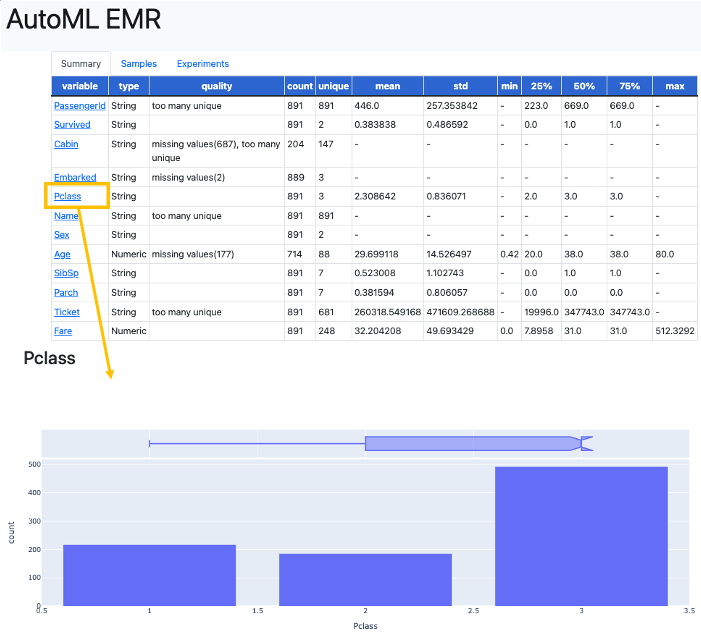 AutoML EMR
Summary Samples Experiments
variable type quality count unique mean std min 25% 50% 75% max
PassengerId String too many unique 891 891 446.0 257.353842 - 223.0 669.0 669.0 -
Survived String 891 2 0.383838 0.486592 - 0.0 1.0 1.0 -
Cabin String missing values(687), too many 204 147 - - - - - - -
unique
Embarked String missing values(2) 889 3 - - - - - - -
Pclass String 891 3 2.308642 0.836071 - 2.0 3.0 3.0 -
Name String too many unique 891 891 - - - - - - -
Sex String 891 2 - - - - - - -
Age Numeric missing values(177) 714 88 29.699118 14.526497 0.42 20.0 38.0 38.0 80.0
SibSp String 891 7 0.523008 1.102743 - 0.0 1.0 1.0 -
Parch String 891 7 0.381594 0.806057 - 0.0 0.0 0.0 -
Ticket String too many unique 891 681 260318.549168 471609.268688 - 19996.0 347743.0 347743.0 -
Fare Numeric 891 248 32.204208 49.693429 0.0 7.8958 31.0 31.0 512.3292
Pclass
500
400
300
200
100
0
count
0.5 1 1.5 2 2.5 3 3.5
Pclass